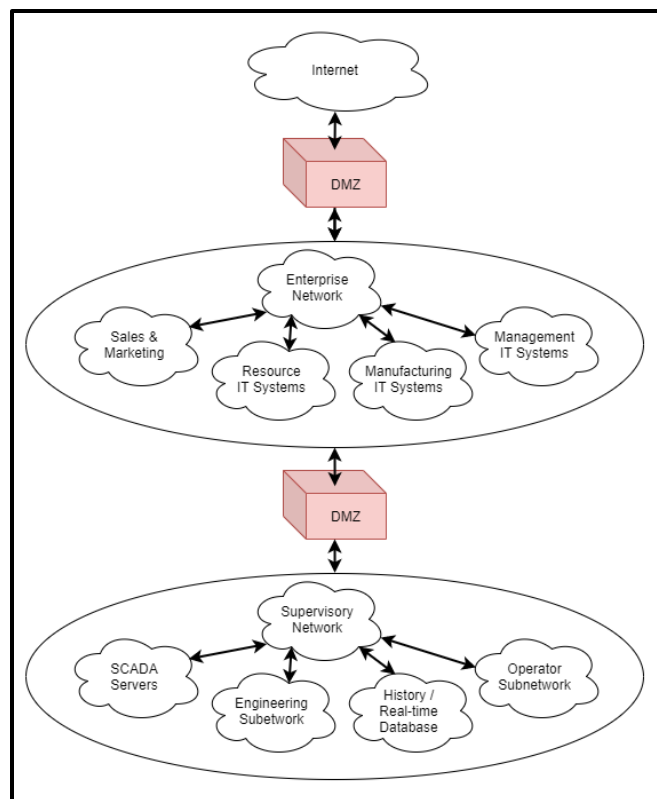 Internet
DMZ
Enterprise
Network
Sales &
Marketing
Resource
IT Systems
Manufacturing
IT Systems
Management
IT Systems
DMZ
Supervisory
Network
SCADA
Servers
Engineering
Subetwork
History /
Real-time
Database
Operator
Subnetwork